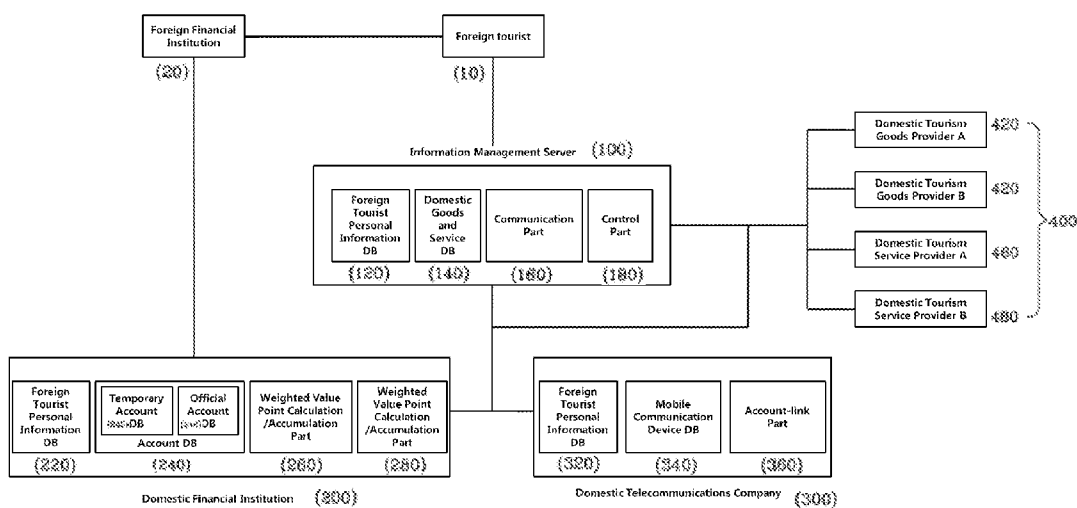 Foreign Financial
Institution
(20)
Foreign tourist
(10)
Information Management Server (100)
Foreign
Tourist
Personal
Information
DB
(120)
Domestic
Goods
and
Service
DB
(140)
Communication
Part
(160)
Control
Part
(180)
Domestic Tourism
Goods Provider A
420
Domestic Tourism
Goods Provider B
420
Domestic Tourism
Service Provider A
460
Domestic Tourism
Service Provider B
480
400
Foreign
Tourist
Personal
Information
DB
(220)
Temporary
Account
DB
Official
Account
DB
Account DB
(240)
Weighted Value
Point Calculation
/Accumulation
Part
(260)
Weighted
Value Point
Calculation
/Accumulation
Part
(280)
Domestic Financial Institution (200)
Foreign
Tourist
Personal
Information
DB
(320)
Mobile
Communication
Device DB
(340)
Account-link
Part
(360)
Domestic Telecommunications Company (300)